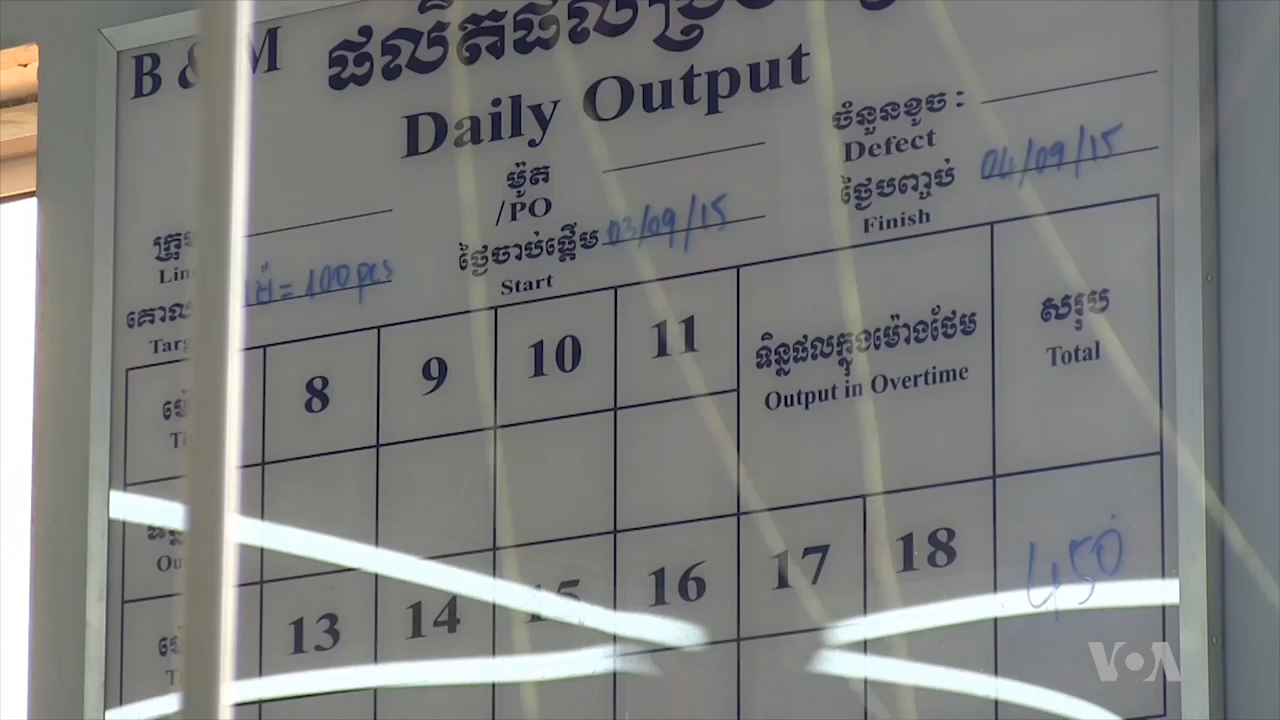 B & M
Daily Output
ចំនួនខូច :
Defect
ម៉ូត
/PO
ថ្ងៃបញ្ចប់ 04/09/15
Finish
ថ្ងៃចាប់ផ្តើម 03/09/15
Start
= 100 pcs
8 9 10 11
ទិន្នផលក្នុងម៉ោងថែម
Output in Overtime
សរុប
Total
13 14 15 16 17 18
450
VOA